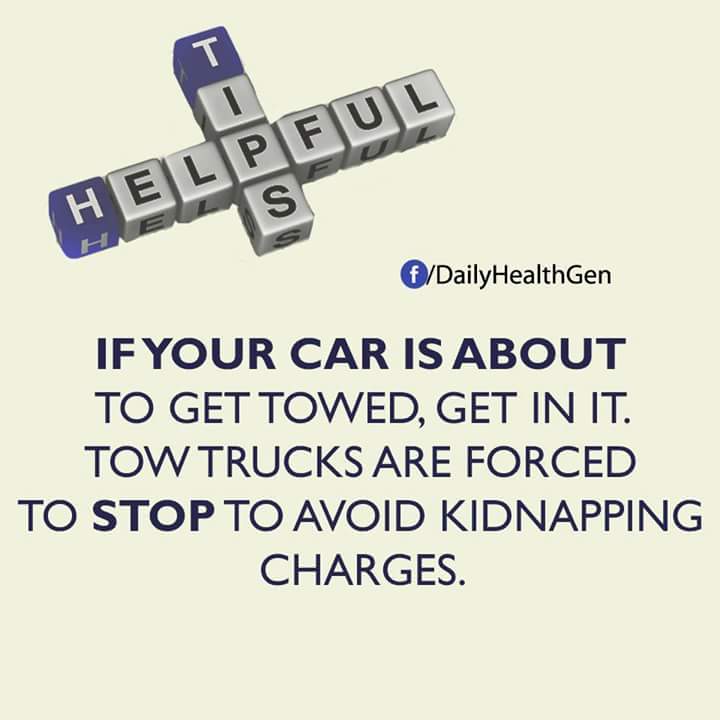 TIPS
HELPFUL
f/DailyHealthGen
IF YOUR CAR IS ABOUT
TO GET TOWED, GET IN IT.
TOW TRUCKS ARE FORCED
TO STOP TO AVOID KIDNAPPING
CHARGES.